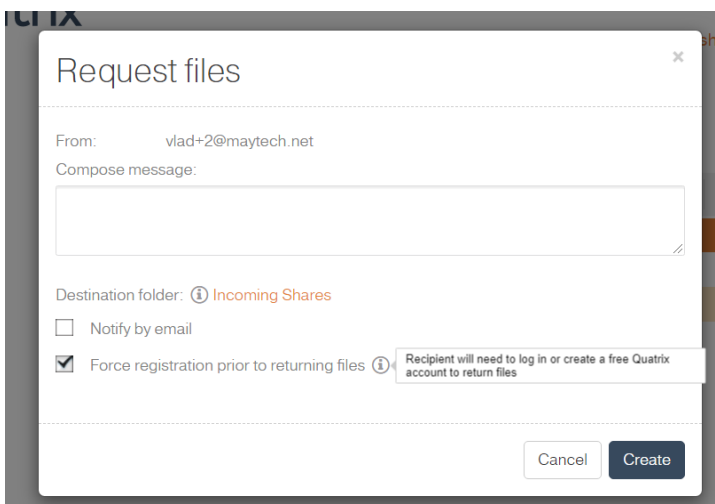 Request files
×
From: vlad+2@maytech.net
Compose message:
Destination folder: Incoming Shares
Notify by email
Force registration prior to returning files
Recipient will need to log in or create a free Quatrix
account to return files
Cancel Create